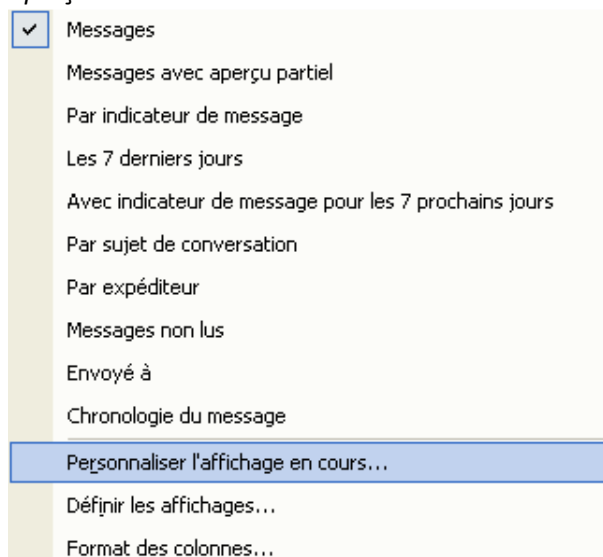 Messages
Messages avec aperçu partiel
Par indicateur de message
Les 7 derniers jours
Avec indicateur de message pour les 7 prochains jours
Par sujet de conversation
Par expéditeur
Messages non lus
Envoyé à
Chronologie du message
Personnaliser l'affichage en cours...
Définir les affichages...
Format des colonnes...